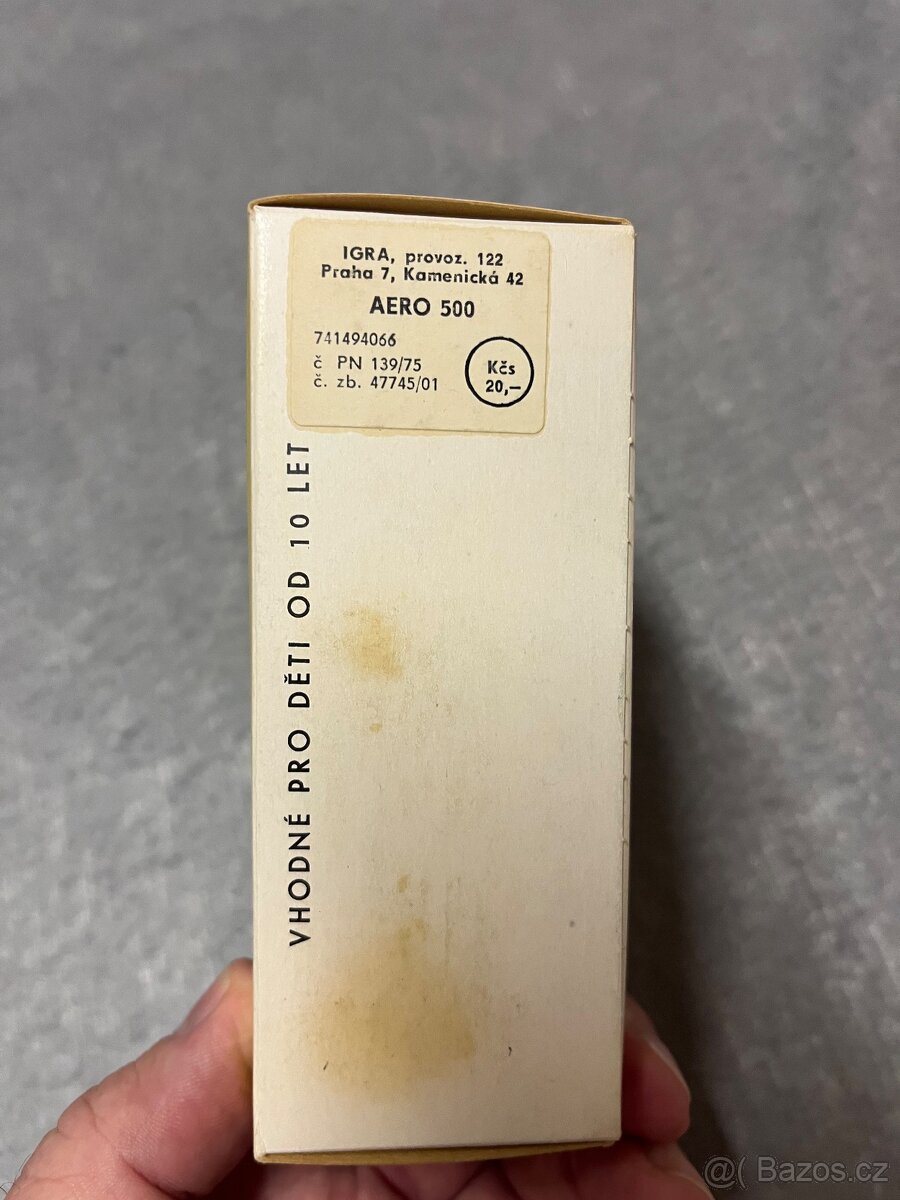 IGRA, provoz. 122
Praha 7, Kamenická 42
AERO 500
741494066
č PN 139/75
č. zb. 47745/01
Kčs
20,—
VHODNÉ PRO DĚTI OD 10 LET
@( Bazos.cz